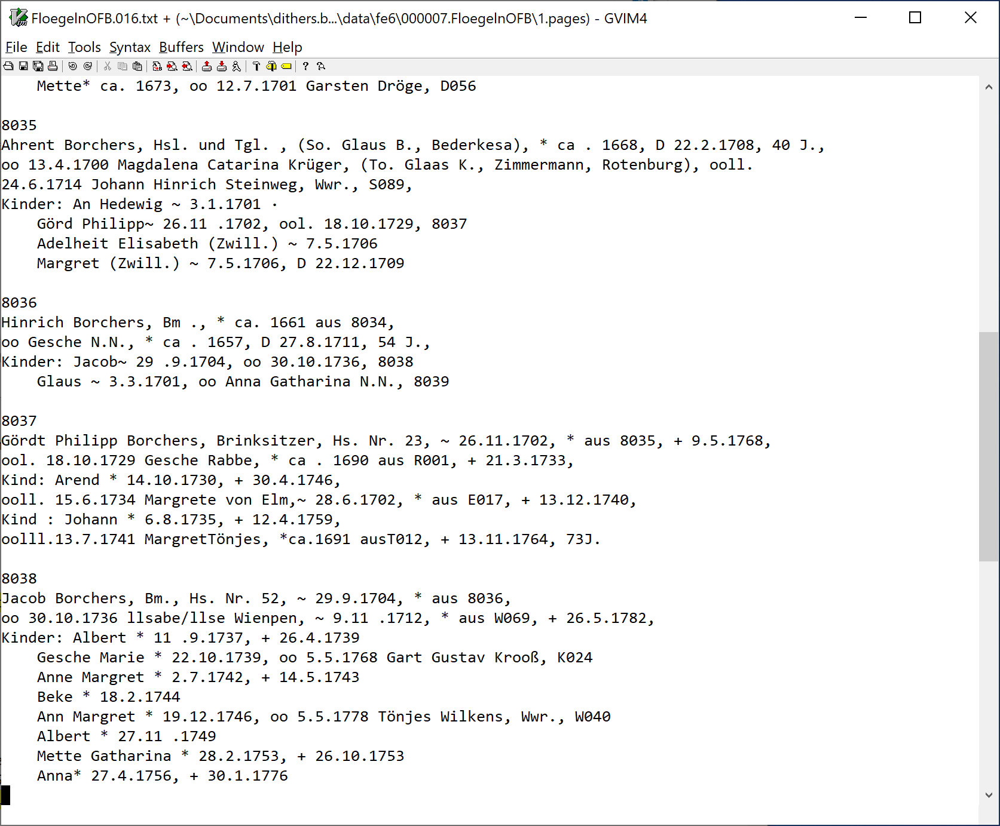 FloegelnOFB.016.txt + (~\Documents\dithers.b...\data\fe6\000007.FloegelnOFB\1.pages) - GVIM4
File Edit Tools Syntax Buffers Window Help
Mette* ca. 1673, oo 12.7.1701 Garsten Dröge, D056
8035
Ahrent Borchers, Hsl. und Tgl. , (So. Glaus B., Bederkesa), * ca . 1668, D 22.2.1708, 40 J.,
oo 13.4.1700 Magdalena Catarina Krüger, (To. Glaas K., Zimmermann, Rotenburg), ooll.
24.6.1714 Johann Hinrich Steinweg, Wwr., S089,
Kinder: An Hedewig ~ 3.1.1701 ·
Görd Philipp~ 26.11 .1702, ool. 18.10.1729, 8037
Adelheit Elisabeth (Zwill.) ~ 7.5.1706
Margret (Zwill.) ~ 7.5.1706, D 22.12.1709
8036
Hinrich Borchers, Bm ., * ca. 1661 aus 8034,
oo Gesche N.N., * ca . 1657, D 27.8.1711, 54 J.,
Kinder: Jacob~ 29 .9.1704, oo 30.10.1736, 8038
Glaus ~ 3.3.1701, oo Anna Gatharina N.N., 8039
8037
Gördt Philipp Borchers, Brinksitzer, Hs. Nr. 23, ~ 26.11.1702, * aus 8035, + 9.5.1768,
ool. 18.10.1729 Gesche Rabbe, * ca . 1690 aus R001, + 21.3.1733,
Kind: Arend * 14.10.1730, + 30.4.1746,
ooll. 15.6.1734 Margrete von Elm,~ 28.6.1702, * aus E017, + 13.12.1740,
Kind : Johann * 6.8.1735, + 12.4.1759,
oolll.13.7.1741 MargretTönjes, *ca.1691 ausT012, + 13.11.1764, 73J.
8038
Jacob Borchers, Bm., Hs. Nr. 52, ~ 29.9.1704, * aus 8036,
oo 30.10.1736 llsabe/llse Wienpen, ~ 9.11 .1712, * aus W069, + 26.5.1782,
Kinder: Albert * 11 .9.1737, + 26.4.1739
Gesche Marie * 22.10.1739, oo 5.5.1768 Gart Gustav Krooß, K024
Anne Margret * 2.7.1742, + 14.5.1743
Beke * 18.2.1744
Ann Margret * 19.12.1746, oo 5.5.1778 Tönjes Wilkens, Wwr., W040
Albert * 27.11 .1749
Mette Gatharina * 28.2.1753, + 26.10.1753
Anna* 27.4.1756, + 30.1.1776